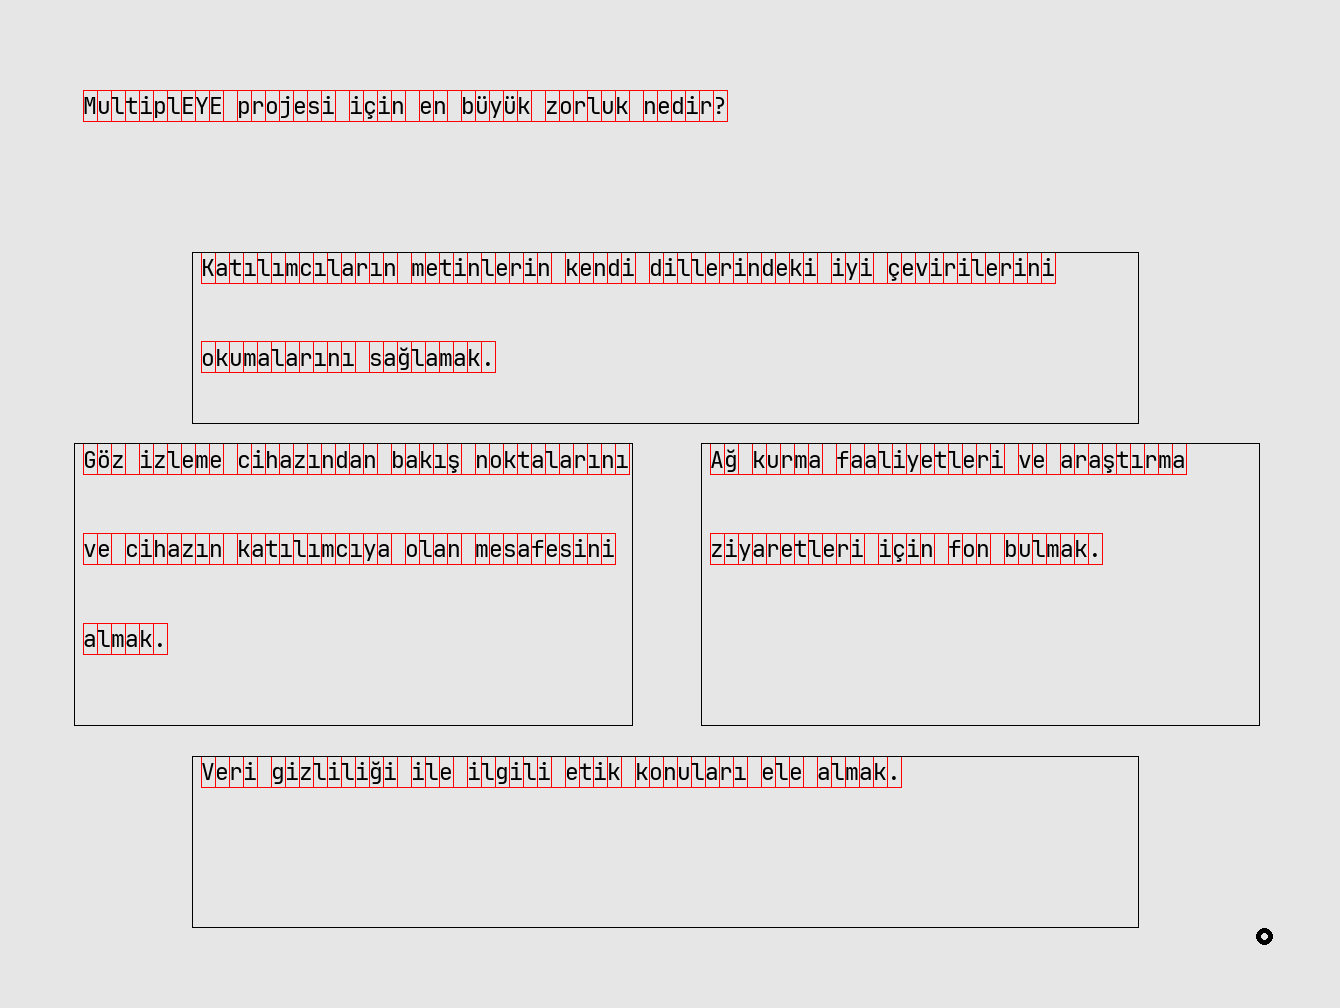 MultiplEYE projesi için en büyük zorluk nedir?
Katılımcıların metinlerin kendi dillerindeki iyi çevirilerini
okumalarını sağlamak.
Göz izleme cihazından bakış noktalarını
ve cihazın katılımcıya olan mesafesini
almak.
Ağ kurma faaliyetleri ve araştırma
ziyaretleri için fon bulmak.
Veri gizliliği ile ilgili etik konuları ele almak.